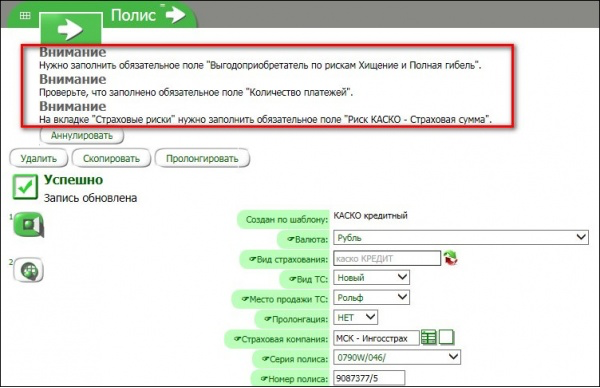 Полис
Внимание
Нужно заполнить обязательное поле "Выгодоприобретатель по рискам Хищение и Полная гибель".
Внимание
Проверьте, что заполнено обязательное поле "Количество платежей".
Внимание
На вкладке "Страховые риски" нужно заполнить обязательное поле "Риск КАСКО - Страховая сумма".
Аннулировать
Удалить Скопировать Пролонгировать
Успешно
Запись обновлена
1
2
Создан по шаблону: КАСКО кредитный
Валюта: Рубль
Вид страхования: каско КРЕДИТ
Вид ТС: Новый
Место продажи ТС: Рольф
Пролонгация: НЕТ
Страховая компания: МСК - Ингосстрах
Серия полиса: 0790W/046/
Номер полиса: 9087377/5